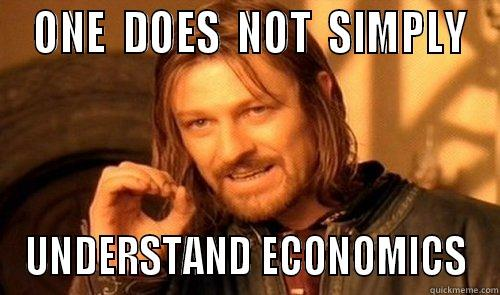 ONE DOES NOT SIMPLY
UNDERSTAND ECONOMICS
quickmeme.com